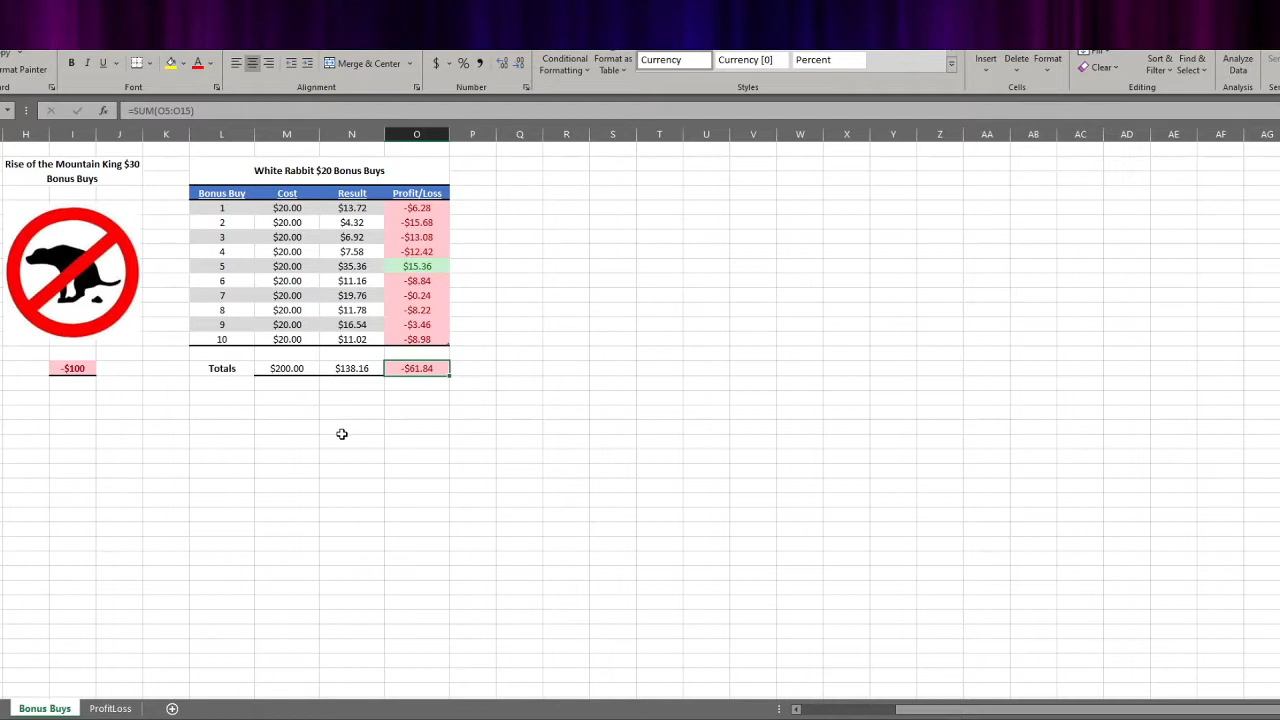 Format Painter
B I U A
Merge & Center
$ % 9
Conditional Formatting
Format as Table
Currency
Currency [0]
Percent
Insert
Delete
Format
Fill
Clear
Sort & Filter
Find & Select
Analyze Data
Font
Alignment
Number
Styles
Cells
Editing
Analysis
fx =SUM(O5:O15)
H I J K L M N O P Q R S T U V W X Y Z AA AB AC AD AE AF AG
Rise of the Mountain King $30
Bonus Buys
-$100
White Rabbit $20 Bonus Buys
Bonus Buy Cost Result Profit/Loss
1 $20.00 $13.72 -$6.28
2 $20.00 $4.32 -$15.68
3 $20.00 $6.92 -$13.08
4 $20.00 $7.58 -$12.42
5 $20.00 $35.36 $15.36
6 $20.00 $11.16 -$8.84
7 $20.00 $19.76 -$0.24
8 $20.00 $11.78 -$8.22
9 $20.00 $16.54 -$3.46
10 $20.00 $11.02 -$8.98
Totals $200.00 $138.16 -$61.84
Bonus Buys
ProfitLoss